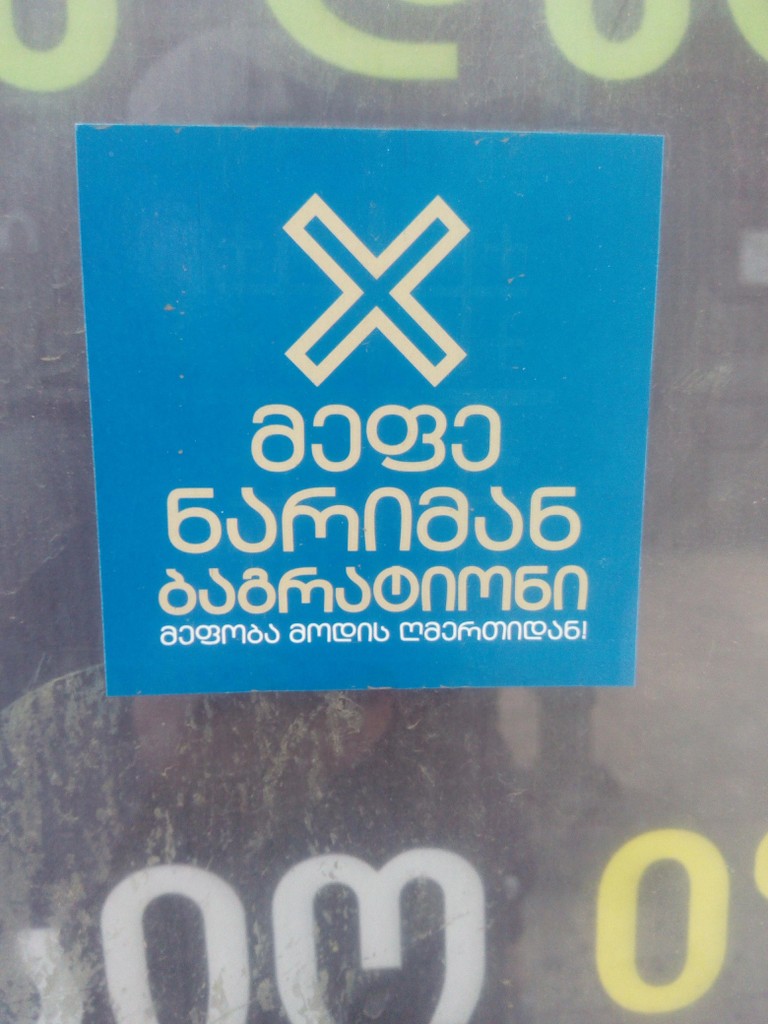 მეფე
ნარიმან
ბაგრატიონი
მეფობა მოდის ღმერთიდან!